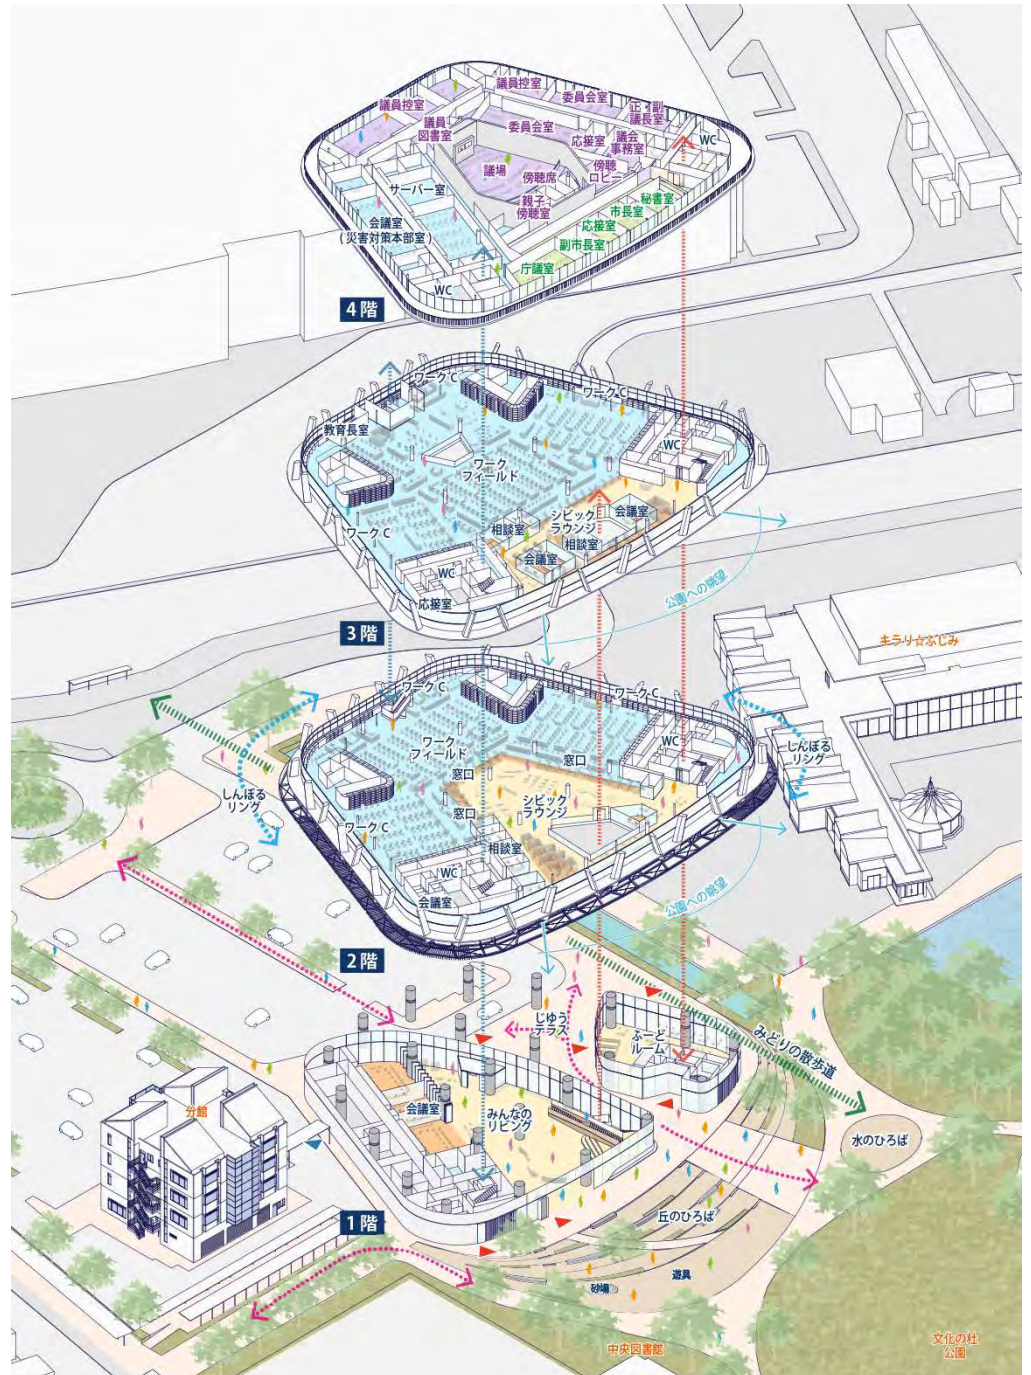 議員控室
委員会室
正・副
議長室
議員控室
議員
図書室
委員会室
応接室
議会
事務室
WC
議場
傍聴席
傍聴
ロビー
サーバー室
親子
傍聴室
秘書室
市長室
応接室
副市長室
庁議室
会議室
(災害対策本部室)
WC
4階
ワークC
ワークC
教育長室
WC
ワーク
フィールド
シビック
ラウンジ
会議室
相談室
相談室
会議室
ワークC
WC
応接室
公園への眺望
3階
キラリ☆ふじみ
ワークC
ワークC
ワーク
フィールド
WC
窓口
窓口
しんぼる
リング
しんぼる
リング
シビック
ラウンジ
ワークC
相談室
WC
会議室
公園への眺望
2階
じゆう
テラス
ふーど
ルーム
みどりの散歩道
会議室
みんなの
リビング
分館
水のひろば
1階
丘のひろば
遊具
砂場
中央図書館
文化の杜
公園